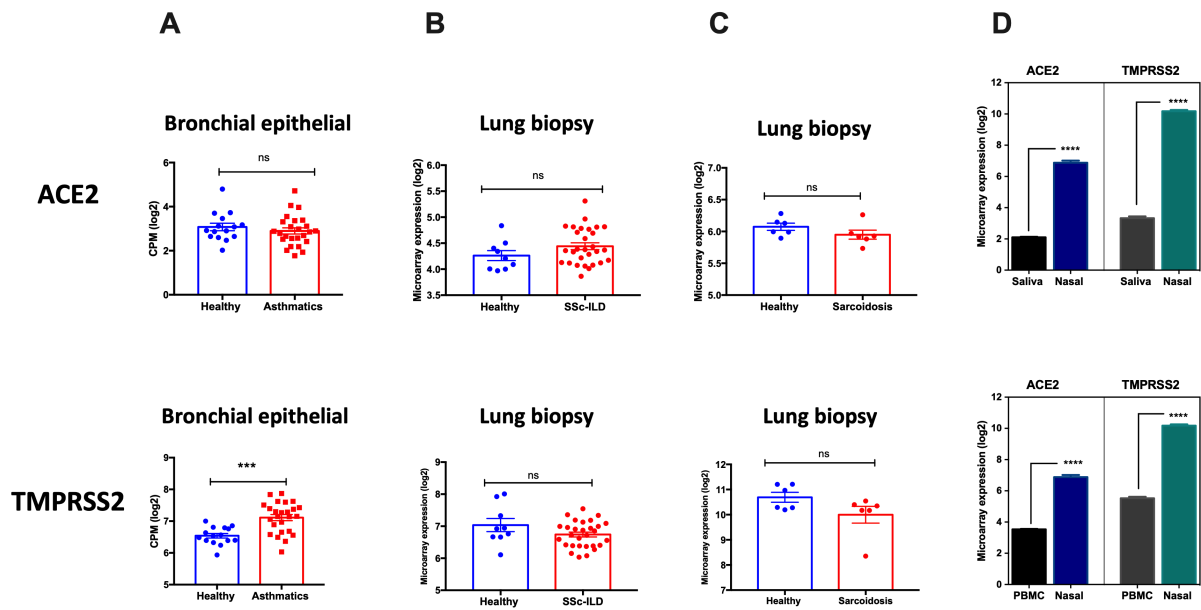 A
B
C
D
ACE2
Bronchial epithelial
CPM (log2)
6
4
2
0
ns
Healthy
Asthmatics
Lung biopsy
Microarray expression (log2)
6.0
5.5
5.0
4.5
4.0
3.5
ns
Healthy
SSc-ILD
Lung biopsy
Microarray expression (log2)
7.0
6.5
6.0
5.5
5.0
ns
Healthy
Sarcoidosis
ACE2
TMPRSS2
Microarray expression (log2)
12
10
8
6
4
2
0
****
****
Saliva
Nasal
Saliva
Nasal
TMPRSS2
Bronchial epithelial
CPM (log2)
9
8
7
6
5
***
Healthy
Asthmatics
Lung biopsy
Microarray expression (log2)
9
8
7
6
5
ns
Healthy
SSc-ILD
Lung biopsy
Microarray expression (log2)
12
11
10
9
8
7
ns
Healthy
Sarcoidosis
ACE2
TMPRSS2
Microarray expression (log2)
12
10
8
6
4
2
0
****
****
PBMC
Nasal
PBMC
Nasal